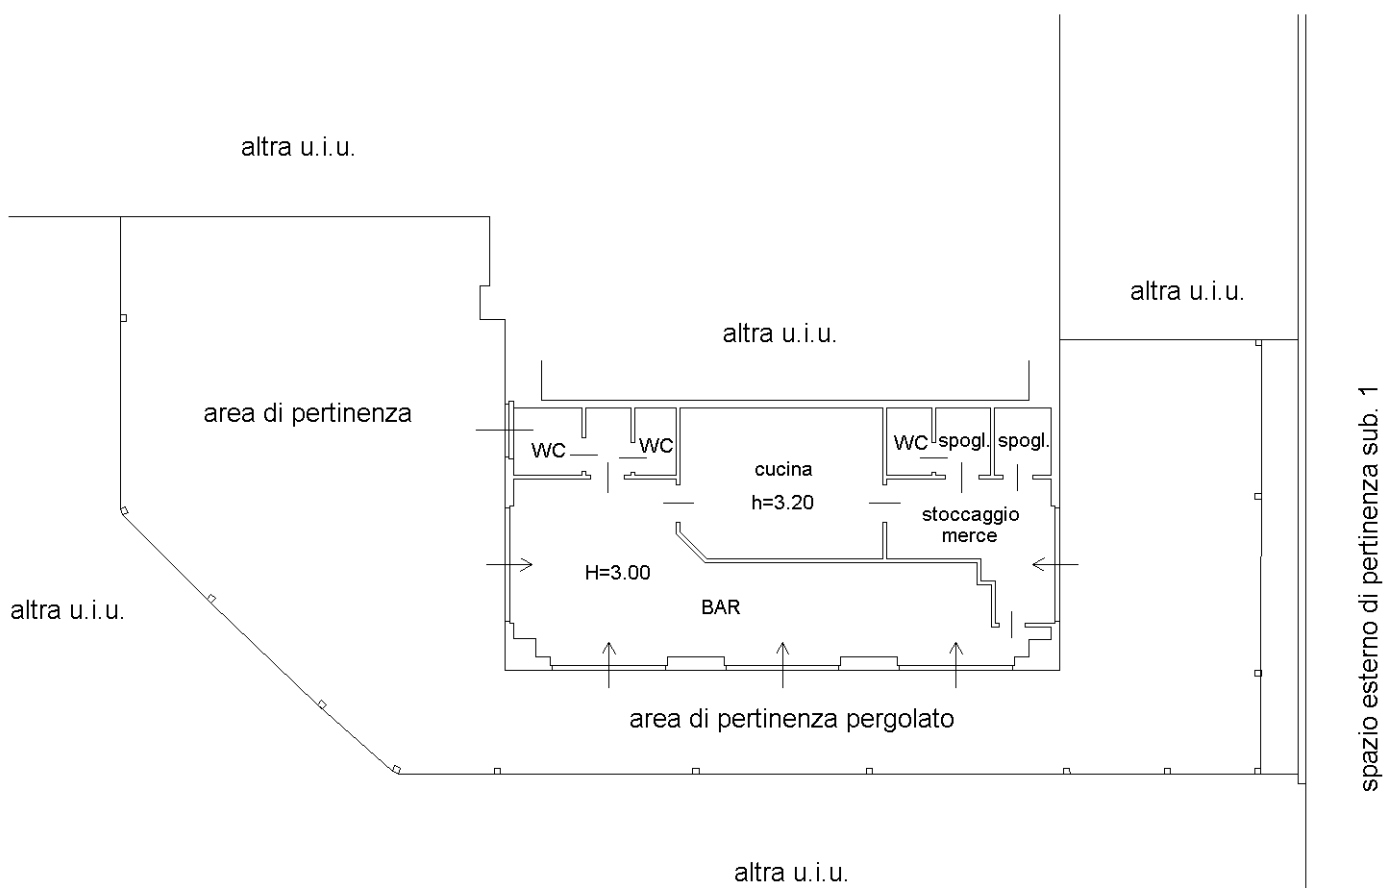 altra u.i.u.
altra u.i.u.
altra u.i.u.
area di pertinenza
WC
WC
WC
spogl.
spogl.
cucina
h=3.20
stoccaggio
merce
H=3.00
BAR
altra u.i.u.
area di pertinenza pergolato
spazio esterno di pertinenza sub. 1
altra u.i.u.